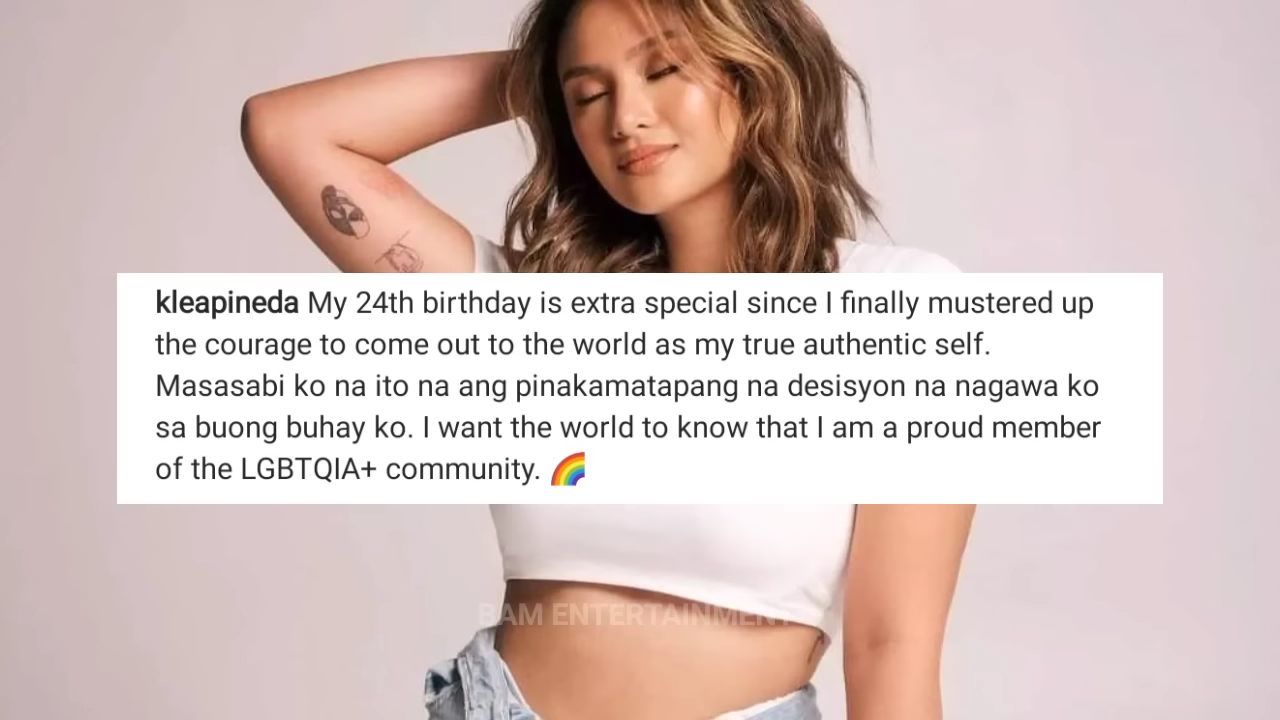 kleapineda My 24th birthday is extra special since I finally mustered up
the courage to come out to the world as my true authentic self.
Masasabi ko na ito na ang pinakamatapang na desisyon na nagawa ko
sa buong buhay ko. I want the world to know that I am a proud member
of the LGBTQIA+ community. 🌈
BAM ENTERTAINMENT